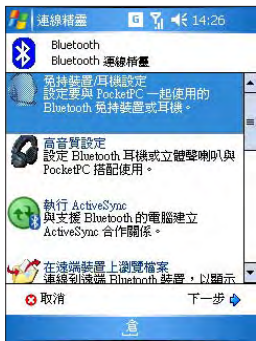 連線精靈 G 14:26
Bluetooth
Bluetooth 連線精靈
免持裝置/耳機設定
設定要與 PocketPC 一起使用的
Bluetooth 免持裝置或耳機。
高音質設定
設定 Bluetooth 耳機或立體聲喇叭與
PocketPC 搭配使用。
執行 ActiveSync
與支援 Bluetooth 的電腦建立
ActiveSync 合作關係。
在遠端裝置上瀏覽檔案
連線到遠端 Bluetooth 裝置，以顯示
取消 下一步